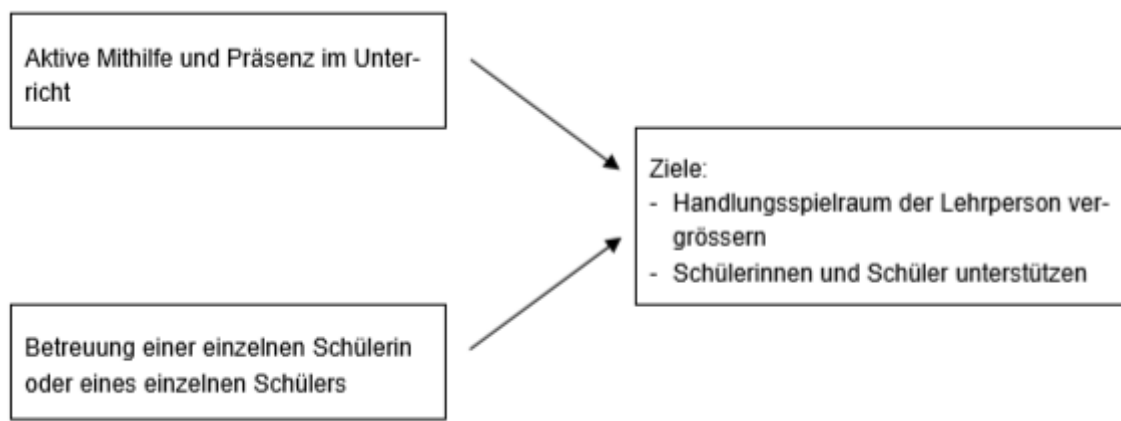 Aktive Mithilfe und Präsenz im Unter-
richt
Ziele:
- Handlungsspielraum der Lehrperson ver-
grössern
- Schülerinnen und Schüler unterstützen
Betreuung einer einzelnen Schülerin
oder eines einzelnen Schülers